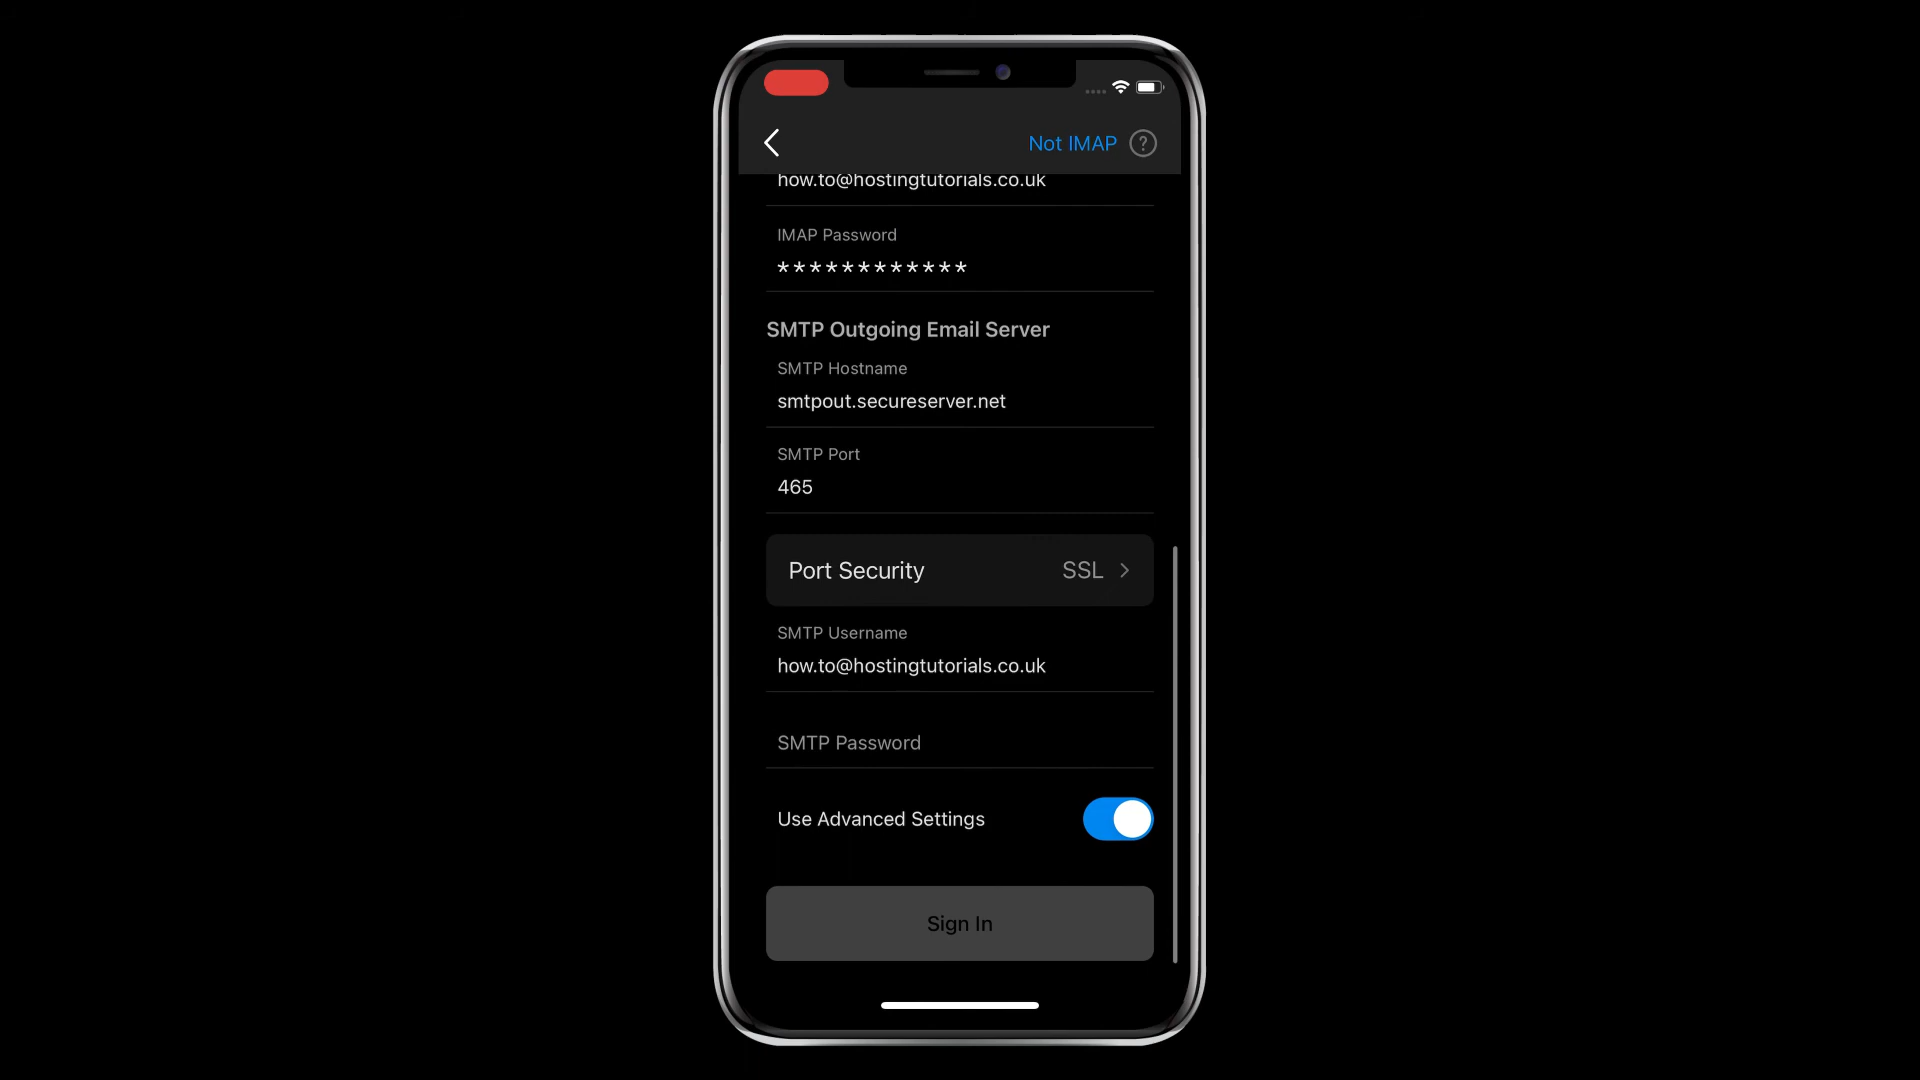 Not IMAP ?
how.to@hostingtutorials.co.uk
IMAP Password
************
SMTP Outgoing Email Server
SMTP Hostname
smtpout.secureserver.net
SMTP Port
465
Port Security SSL
SMTP Username
how.to@hostingtutorials.co.uk
SMTP Password
Use Advanced Settings
Sign In